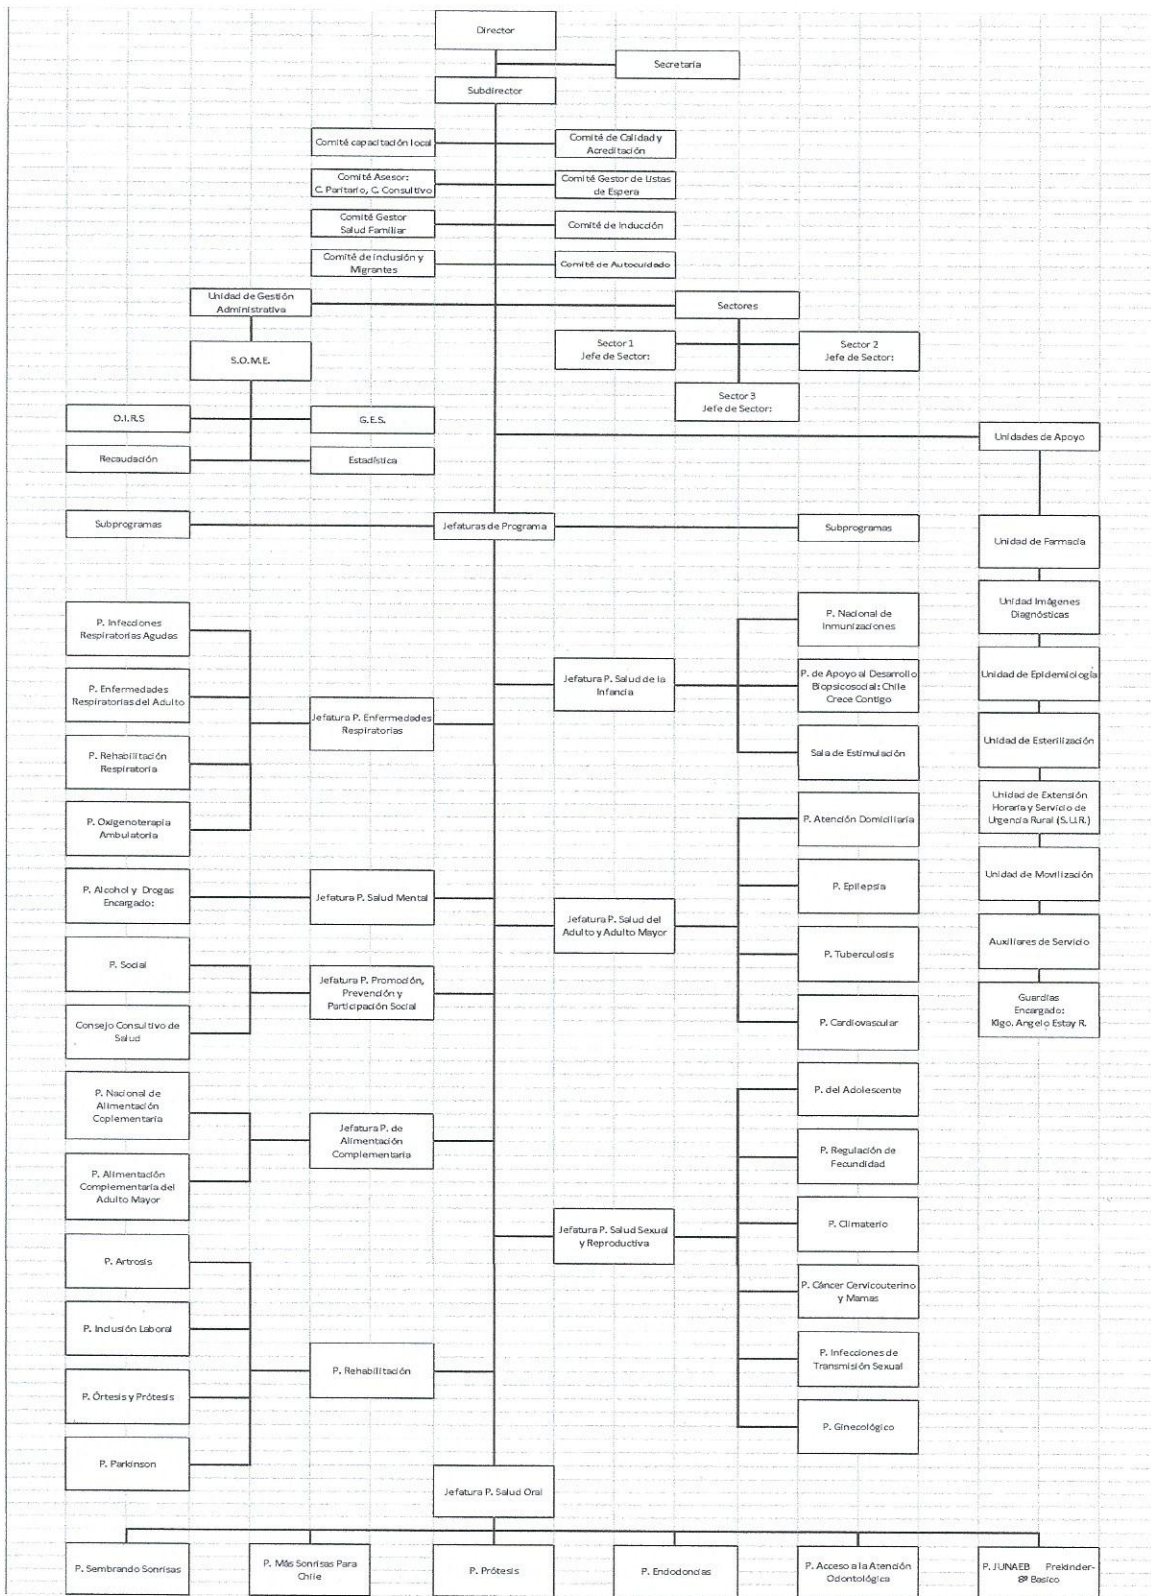 Director
Secretaria
Subdirector
Comité capacitación local
Comité de Calidad y
Acreditación
Comité Asesor:
C. Paritario, C. Consultivo
Comité Gestor de Listas
de Espera
Comité Gestor
Salud Familiar
Comité de Inducción
Comité de inclusión y
Migrantes
Comité de Autocuidado
Unidad de Gestión
Administrativa
Sectores
S.O.M.E.
Sector 1
Jefe de Sector:
Sector 2
Jefe de Sector:
Sector 3
Jefe de Sector:
O.I.R.S
G.E.S.
Unidades de Apoyo
Recaudación
Estadística
Subprogramas
Jefaturas de Programa
Subprogramas
Unidad de Farmacia
P. Infecciones
Respiratorias Agudas
P. Enfermedades
Respiratorias del Adulto
P. Rehabilitación
Respiratoria
P. Oxigenoterapia
Ambulatoria
Jefatura P. Enfermedades
Respiratorias
Jefatura P. Salud de la
Infancia
P. Nacional de
Inmunizaciones
P. de Apoyo al Desarrollo
Biopsicosocial: Chile
Crece Contigo
Sala de Estimulación
Unidad Imágenes
Diagnósticas
Unidad de Epidemiología
Unidad de Esterilización
Unidad de Extensión
Horaria y Servicio de
Urgencia Rural (S.U.R.)
Unidad de Movilización
Auxiliares de Servicio
Guardias
Encargado:
Klgo. Angelo Estay R.
P. Alcohol y Drogas
Encargado:
Jefatura P. Salud Mental
P. Social
Consejo Consultivo de
Salud
Jefatura P. Promoción,
Prevención y
Participación Social
Jefatura P. Salud del
Adulto y Adulto Mayor
P. Atención Domiciliaria
P. Epilepsia
P. Tuberculosis
P. Cardiovascular
P. Nacional de
Alimentación
Coplementaria
P. Alimentación
Complementaria del
Adulto Mayor
Jefatura P. de
Alimentación
Complementaria
Jefatura P. Salud Sexual
y Reproductiva
P. del Adolescente
P. Regulación de
Fecundidad
P. Climaterio
P. Cáncer Cervicouterino
y Mamas
P. Infecciones de
Transmisión Sexual
P. Ginecológico
P. Artrosis
P. Inclusión Laboral
P. Órtesis y Prótesis
P. Parkinson
P. Rehabilitación
Jefatura P. Salud Oral
P. Sembrando Sonrisas
P. Más Sonrisas Para
Chile
P. Prótesis
P. Endodoncias
P. Acceso a la Atención
Odontológica
P. JUNAEB Prekinder-
8º Basico